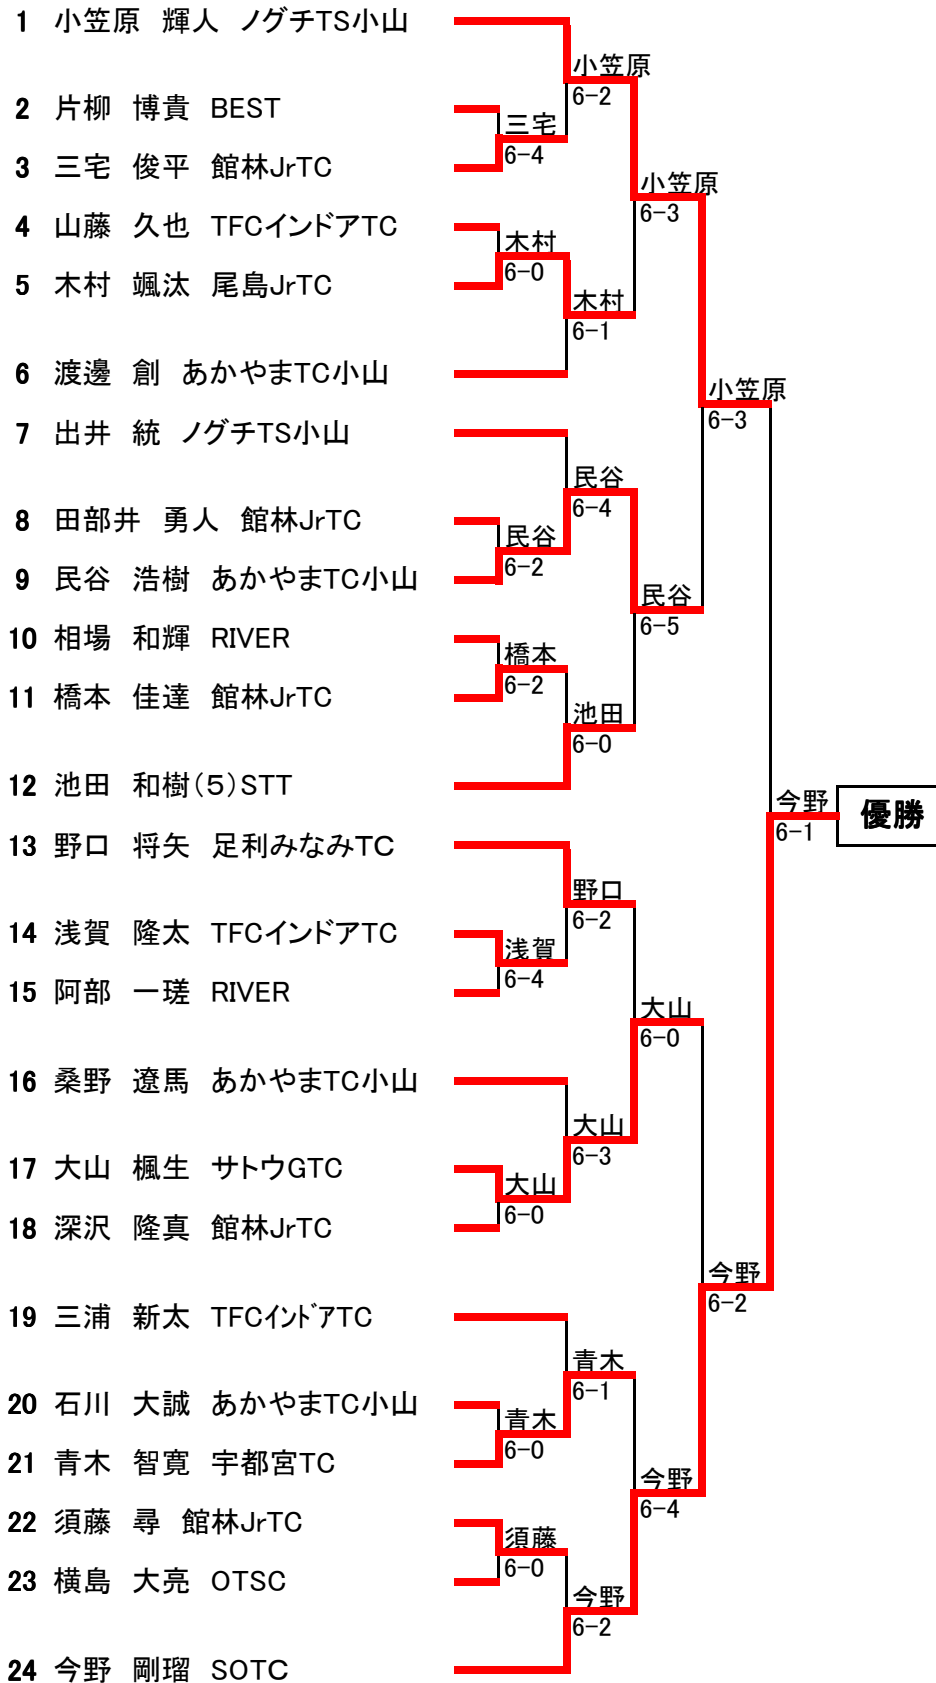 1 小笠原 輝人 ノグチTS小山
小笠原
6-2
2 片柳 博貴 BEST
三宅
6-4
3 三宅 俊平 館林JrTC
小笠原
6-3
4 山藤 久也 TFCインドアTC
木村
6-0
5 木村 颯汰 尾島JrTC
木村
6-1
6 渡邊 創 あかやまTC小山
小笠原
6-3
7 出井 統 ノグチTS小山
民谷
6-4
8 田部井 勇人 館林JrTC
民谷
6-2
9 民谷 浩樹 あかやまTC小山
民谷
6-5
10 相場 和輝 RIVER
橋本
6-2
11 橋本 佳達 館林JrTC
池田
6-0
12 池田 和樹(5)STT
今野
6-1
優勝
13 野口 将矢 足利みなみTC
野口
6-2
14 浅賀 隆太 TFCインドアTC
浅賀
6-4
15 阿部 一瑳 RIVER
大山
6-0
16 桑野 遼馬 あかやまTC小山
大山
6-3
17 大山 楓生 サトウGTC
大山
6-0
18 深沢 隆真 館林JrTC
今野
6-2
19 三浦 新太 TFCインドアTC
青木
6-1
20 石川 大誠 あかやまTC小山
青木
6-0
21 青木 智寛 宇都宮TC
今野
6-4
22 須藤 尋 館林JrTC
須藤
6-0
23 横島 大亮 OTSC
今野
6-2
24 今野 剛瑠 SOTC